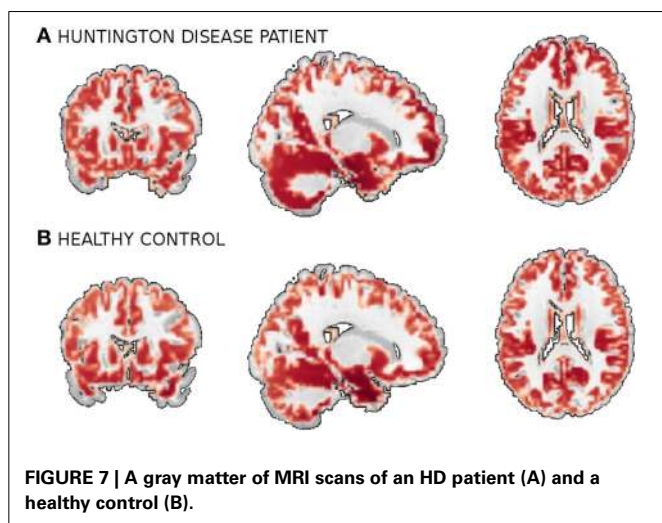 A HUNTINGTON DISEASE PATIENT
B HEALTHY CONTROL
FIGURE 7 | A gray matter of MRI scans of an HD patient (A) and a
healthy control (B).